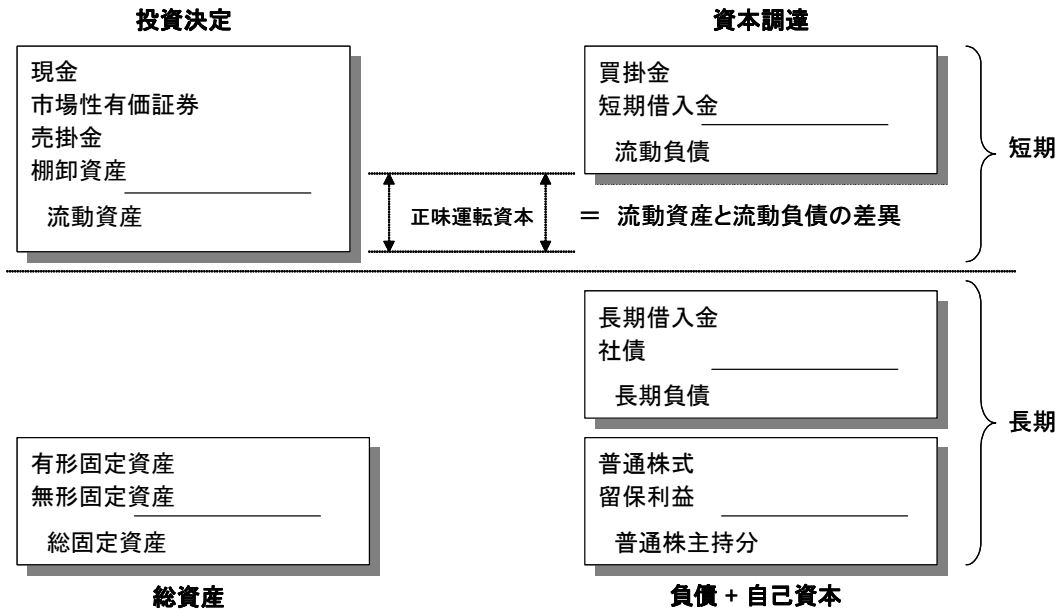 投資決定
資本調達
現金
市場性有価証券
売掛金
棚卸資産
流動資産
買掛金
短期借入金
流動負債
短期
正味運転資本
= 流動資産と流動負債の差異
長期借入金
社債
長期負債
長期
有形固定資産
無形固定資産
総固定資産
普通株式
留保利益
普通株主持分
総資産
負債 + 自己資本